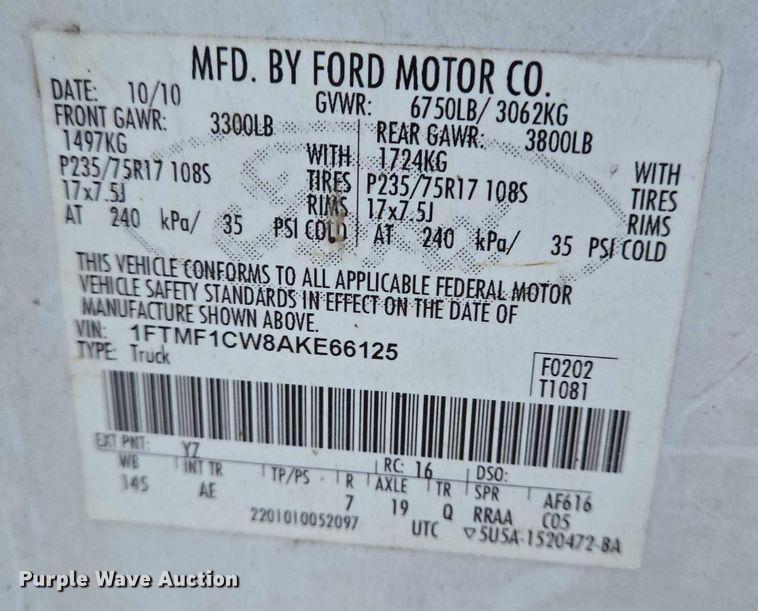 MFD. BY FORD MOTOR CO.
DATE: 10/10 GVWR: 6750LB/ 3062KG
FRONT GAWR: 3300LB REAR GAWR: 3800LB
1497KG WITH 1724KG WITH
P235/75R17 108S TIRES P235/75R17 108S TIRES
17x7.5J RIMS 17x7.5J RIMS
AT 240 kPa/ 35 PSI COLD AT 240 kPa/ 35 PSI COLD
THIS VEHICLE CONFORMS TO ALL APPLICABLE FEDERAL MOTOR
VEHICLE SAFETY STANDARDS IN EFFECT ON THE DATE OF
MANUFACTURE SHOWN ABOVE.
VIN: 1FTMF1CW8AKE66125
TYPE: Truck
F0202
T1081
EXT PNT: YZ RC: 16 DSO:
WB INT TR TP/PS R AXLE TR SPR AF616
145 AE 7 19 Q RRAA C05
2201010052097 UTC ▽5U5A-1520472-BA
Purple Wave Auction